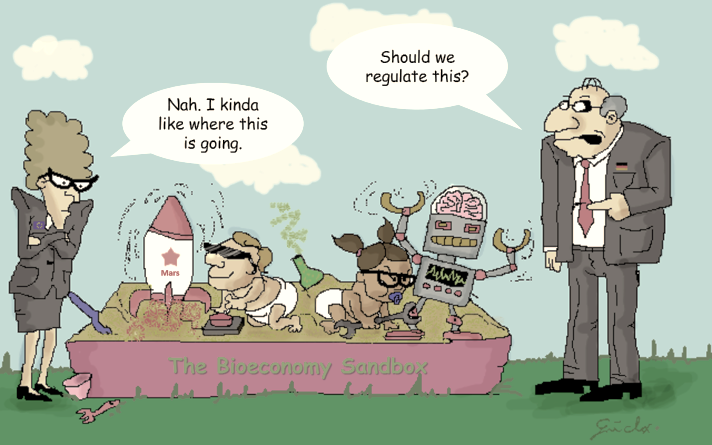 Should we
regulate this?
Nah. I kinda
like where this
is going.
Mars
The Bioeconomy Sandbox